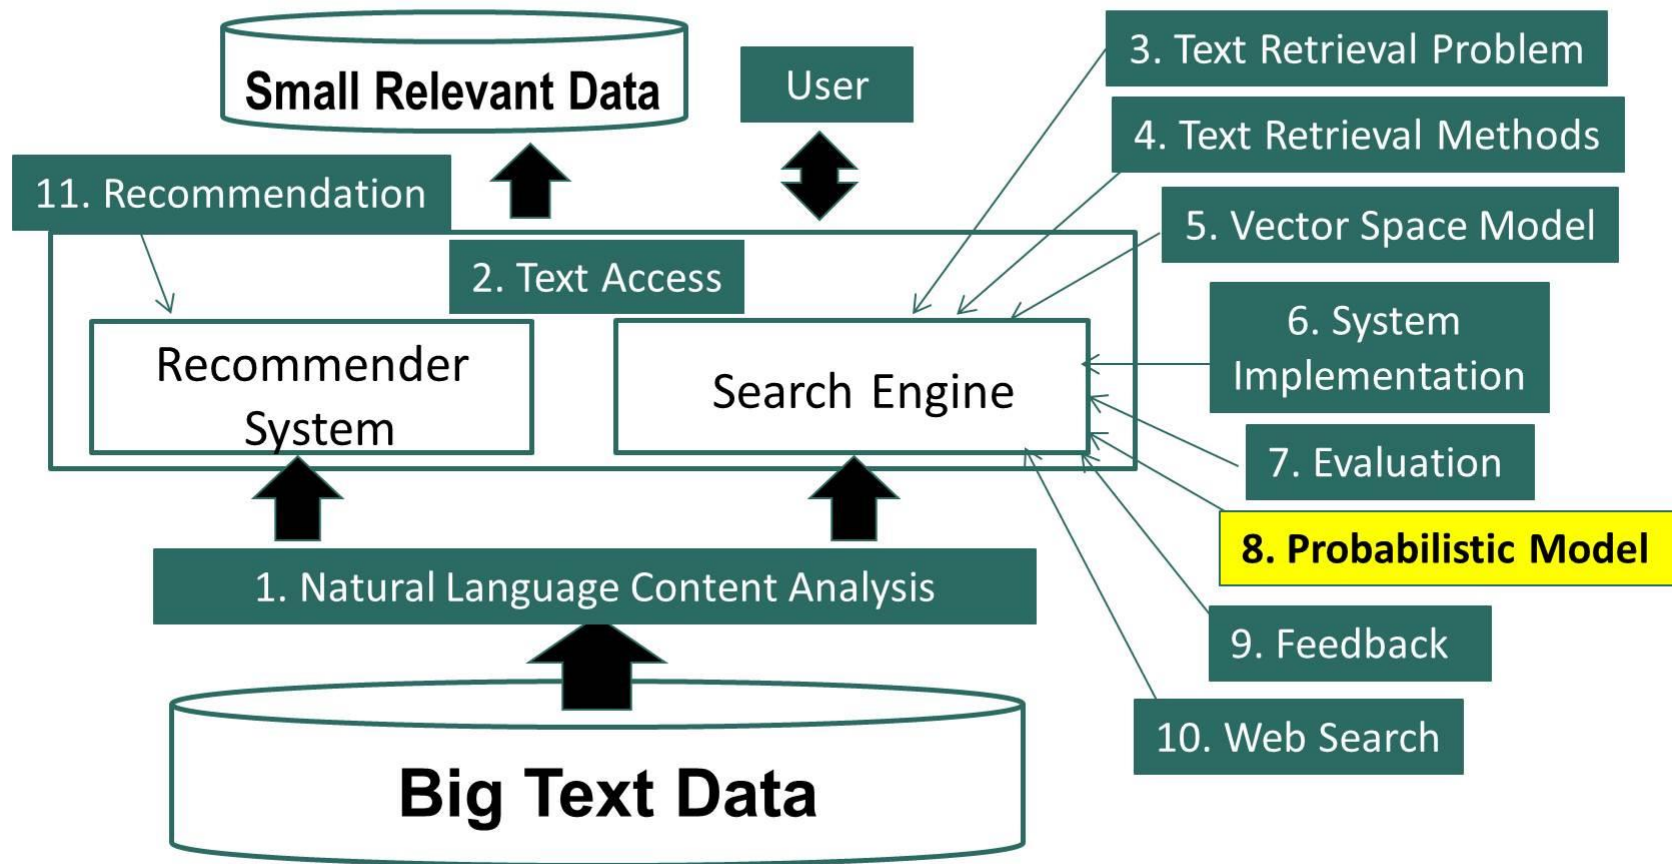 Small Relevant Data
User
3. Text Retrieval Problem
4. Text Retrieval Methods
11. Recommendation
5. Vector Space Model
2. Text Access
6. System
Implementation
Recommender
System
Search Engine
7. Evaluation
8. Probabilistic Model
1. Natural Language Content Analysis
9. Feedback
10. Web Search
Big Text Data